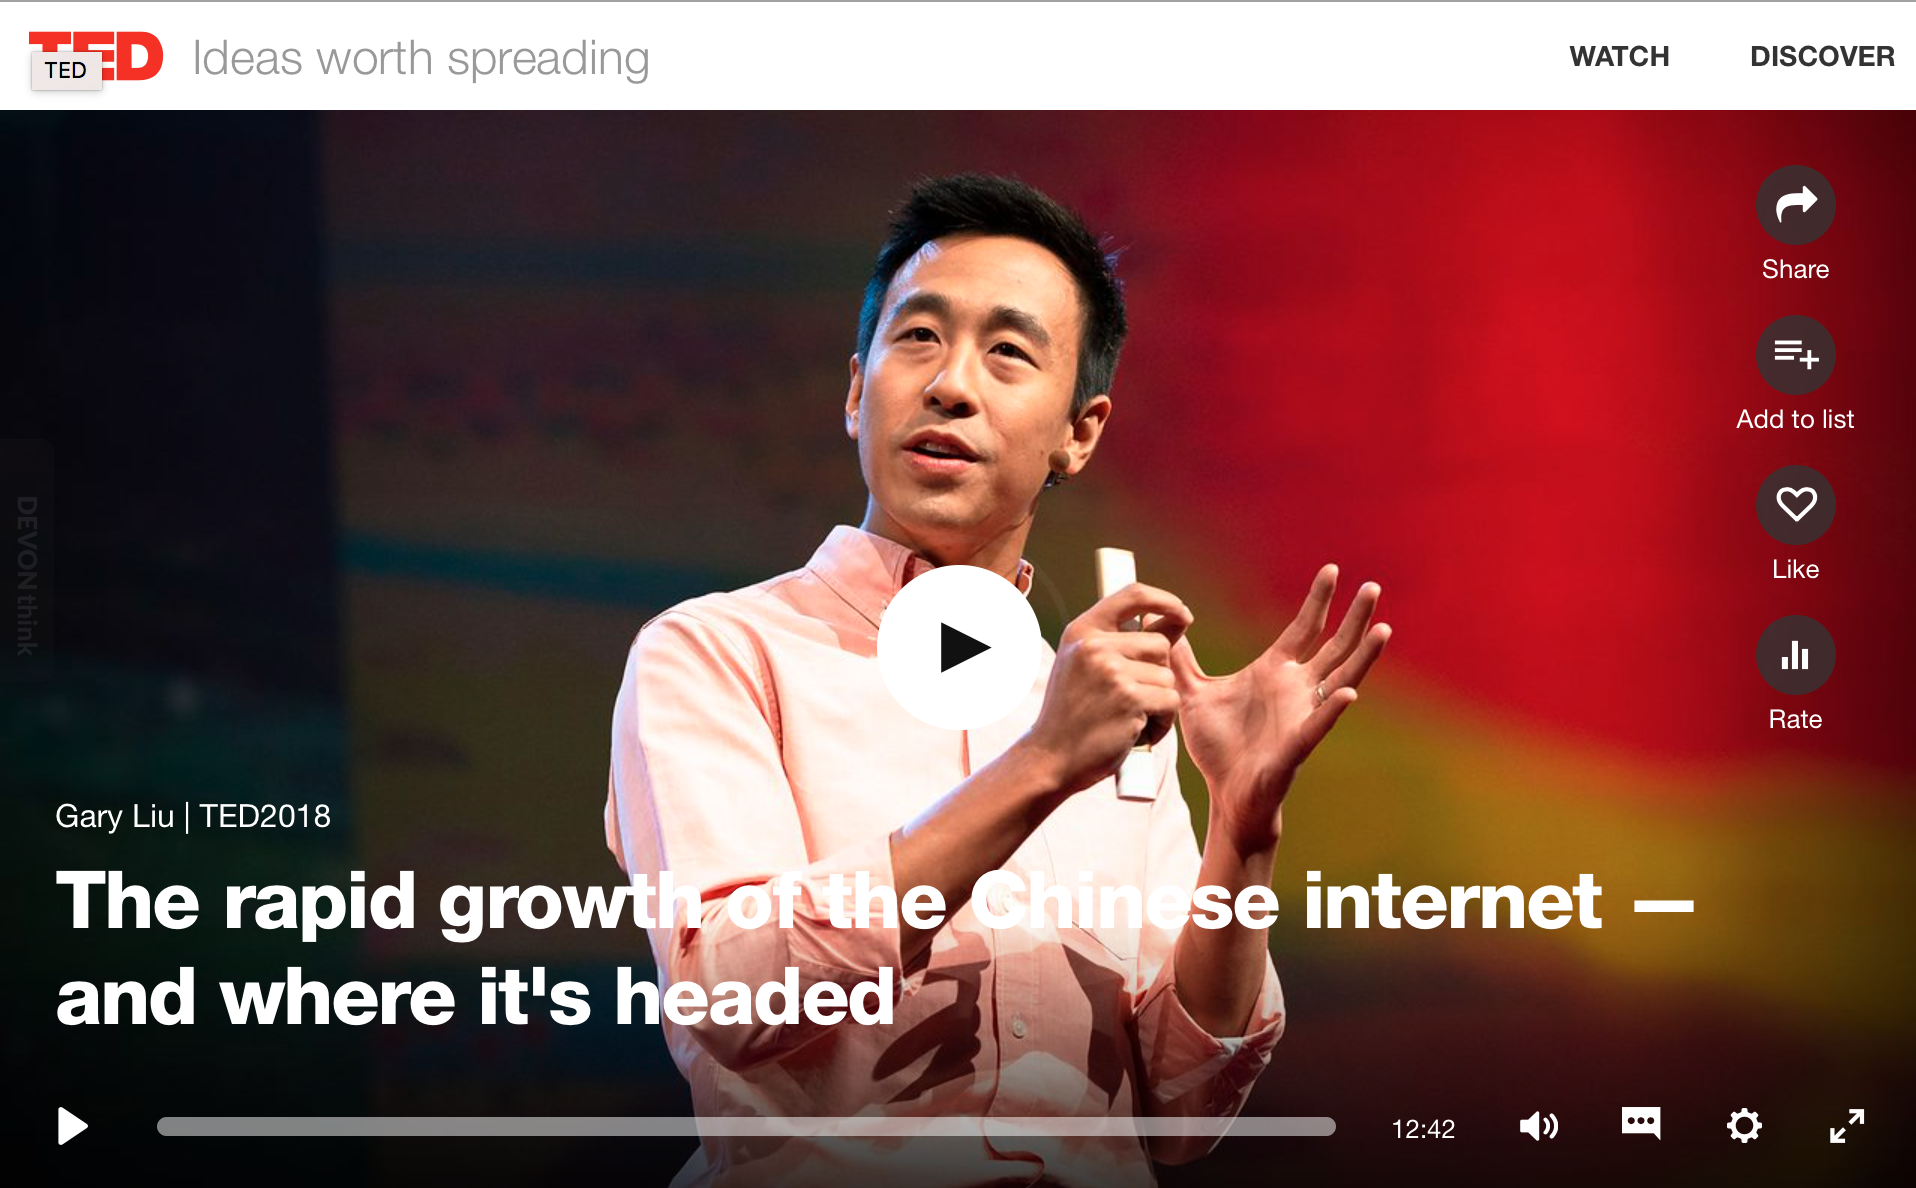 TED Ideas worth spreading
TED
WATCH
DISCOVER
Share
Add to list
Like
Rate
DEVONthink
Gary Liu | TED2018
The rapid growth of the Chinese internet —
and where it's headed
12:42